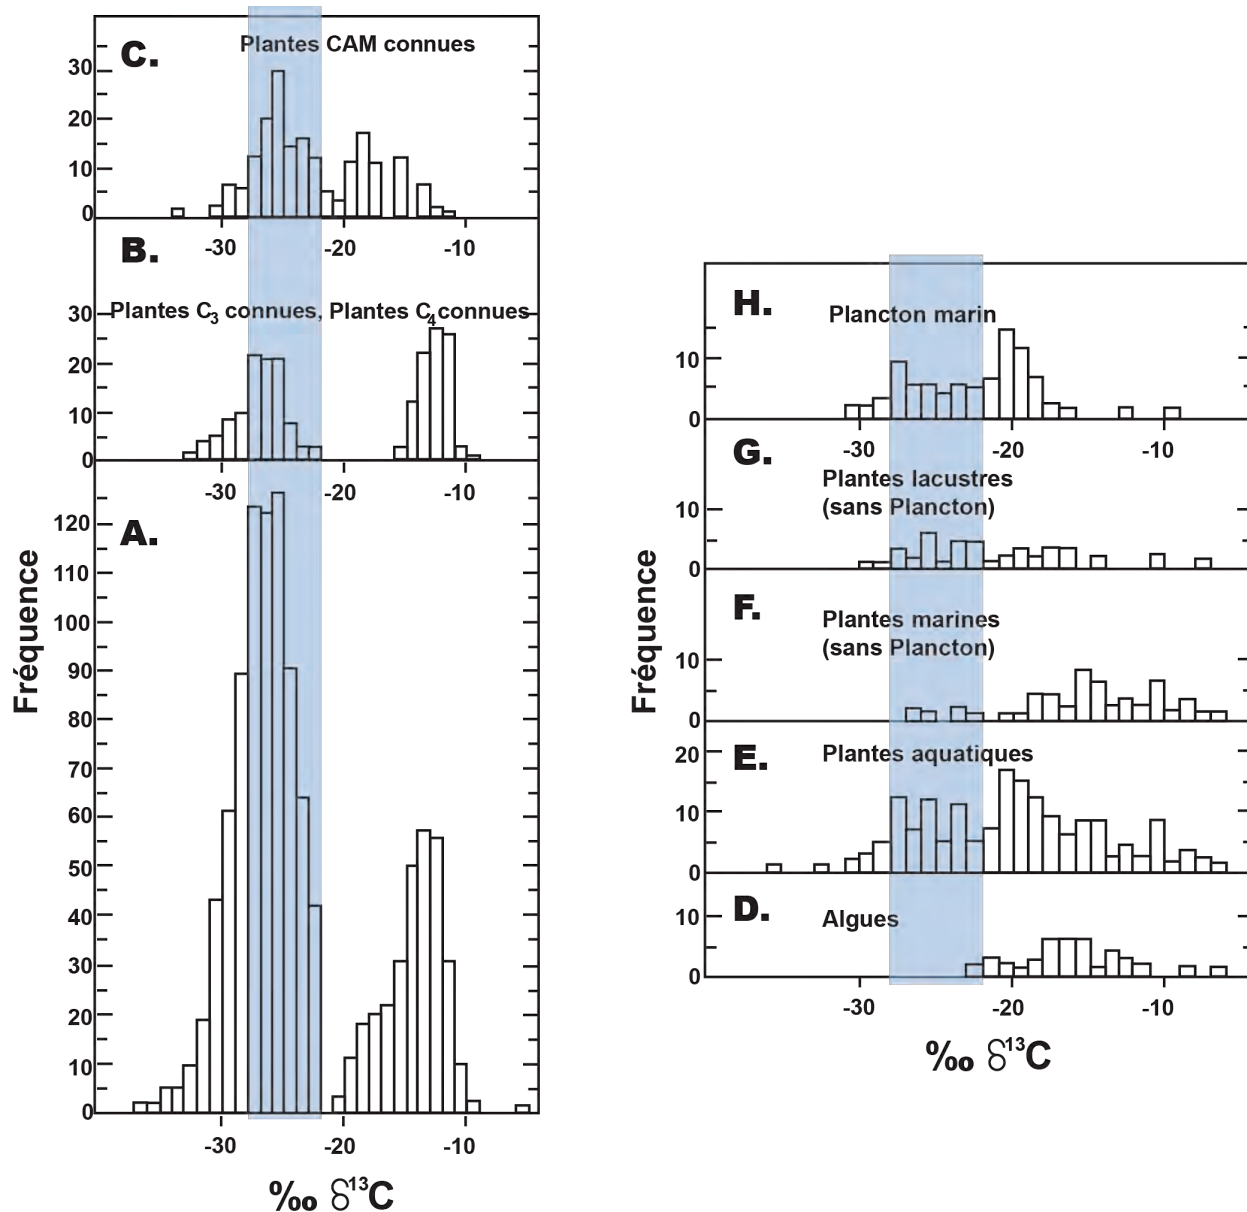 C.
Plantes CAM connues
30
20
10
0
-30 -20 -10
B.
Plantes C3 connues, Plantes C4 connues
30
20
10
0
-30 -20 -10
A.
120
110
100
90
80
70
60
50
40
30
20
10
0
Fréquence
-30 -20 -10
‰ δ¹³C
H.
Plancton marin
10
0
-30 -20 -10
G.
Plantes lacustres
(sans Plancton)
10
0
F.
Plantes marines
(sans Plancton)
10
0
Fréquence
E.
Plantes aquatiques
20
10
0
D.
Algues
10
0
-30 -20 -10
‰ δ¹³C